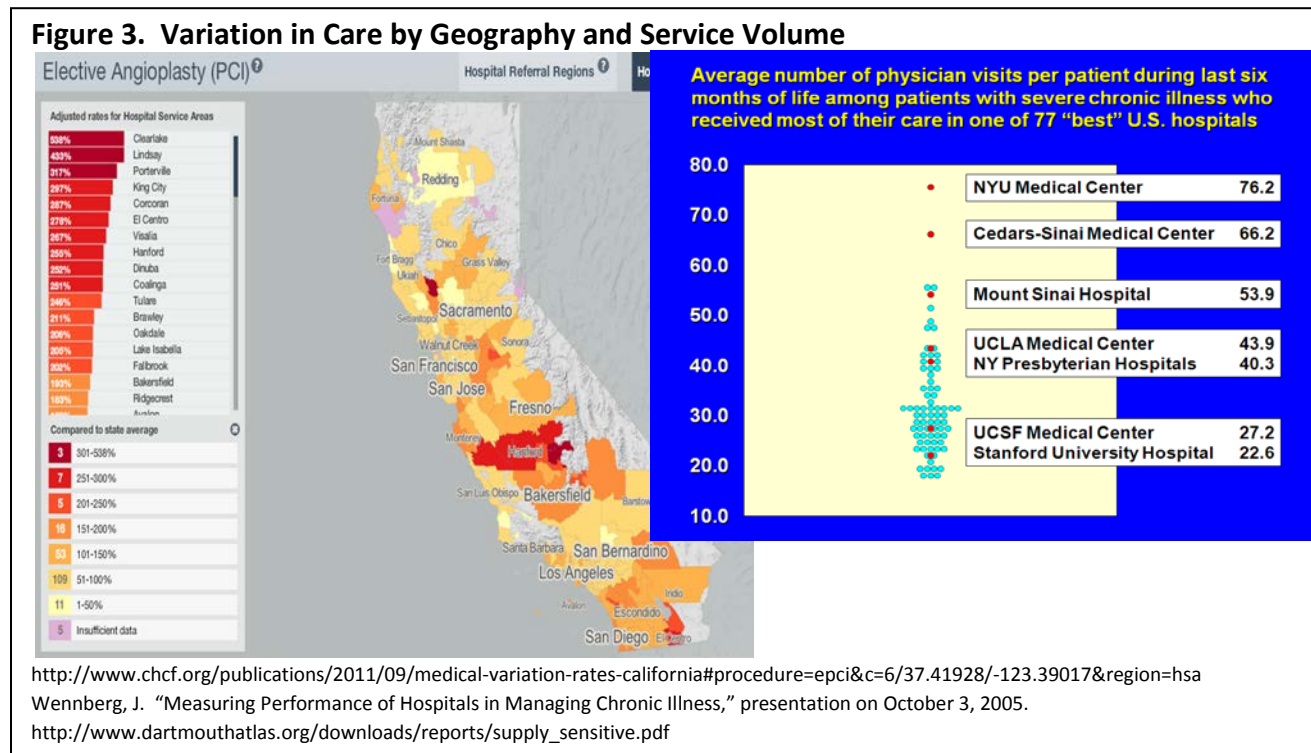 Figure 3.  Variation in Care by Geography and Service Volume
Elective Angioplasty (PCI)?
Hospital Referral Regions ?
Ho
Adjusted rates for Hospital Service Areas
538% Clearlake
433% Lindsay
317% Porterville
297% King City
287% Corcoran
278% El Centro
267% Visalia
255% Hanford
252% Dinuba
251% Coalinga
246% Tulare
211% Brawley
206% Oakdale
205% Lake Isabella
202% Fallbrook
193% Bakersfield
183% Ridgecrest
Avalon
Compared to state average
3 301-538%
7 251-300%
5 201-250%
16 151-200%
53 101-150%
109 51-100%
11 1-50%
5 Insufficient data
Mount Shasta
Redding
Fortuna
Chico
Fort Bragg
Grass Valley
Ukiah
Sacramento
Sebastopol
Walnut Creek
Sonora
San Francisco
San Jose
Fresno
Monterey
Hanford
San Luis Obispo
Bakersfield
Barstow
Santa Barbara
San Bernardino
Los Angeles
Indio
Avalon
Escondido
San Diego
El Centro
Average number of physician visits per patient during last six
months of life among patients with severe chronic illness who
received most of their care in one of 77 “best” U.S. hospitals
80.0
70.0
60.0
50.0
40.0
30.0
20.0
10.0
NYU Medical Center 76.2
Cedars-Sinai Medical Center 66.2
Mount Sinai Hospital 53.9
UCLA Medical Center 43.9
NY Presbyterian Hospitals 40.3
UCSF Medical Center 27.2
Stanford University Hospital 22.6
http://www.chcf.org/publications/2011/09/medical-variation-rates-california#procedure=epci&c=6/37.41928/-123.39017&region=hsa
Wennberg, J.  “Measuring Performance of Hospitals in Managing Chronic Illness,” presentation on October 3, 2005.
http://www.dartmouthatlas.org/downloads/reports/supply_sensitive.pdf